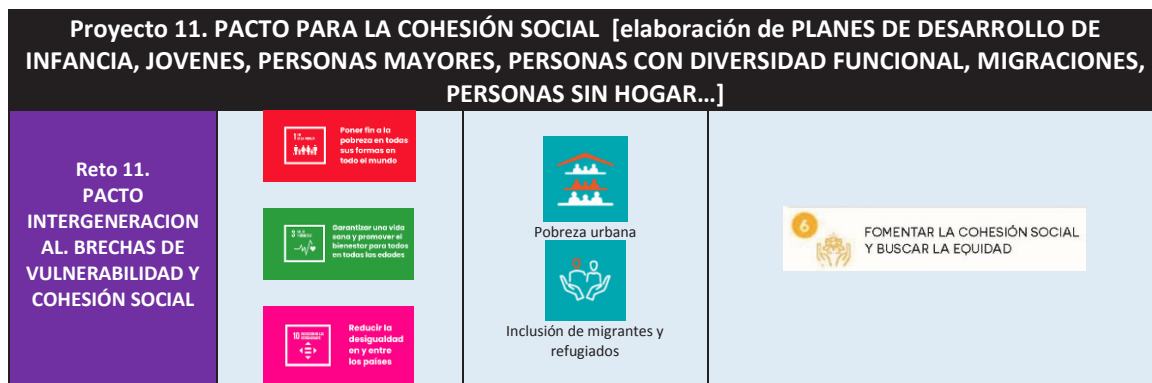 Proyecto 11. PACTO PARA LA COHESIÓN SOCIAL [elaboración de PLANES DE DESARROLLO DE
INFANCIA, JOVENES, PERSONAS MAYORES, PERSONAS CON DIVERSIDAD FUNCIONAL, MIGRACIONES,
PERSONAS SIN HOGAR…]
Reto 11.
PACTO
INTERGENERACION
AL. BRECHAS DE
VULNERABILIDAD Y
COHESIÓN SOCIAL
1
Poner fin a la
pobreza en todas
sus formas en
todo el mundo
3
Garantizar una vida
sana y promover el
bienestar para todos
en todas las edades
10
Reducir la
desigualdad
en y entre
los países
Pobreza urbana
Inclusión de migrantes y
refugiados
6
FOMENTAR LA COHESIÓN SOCIAL
Y BUSCAR LA EQUIDAD